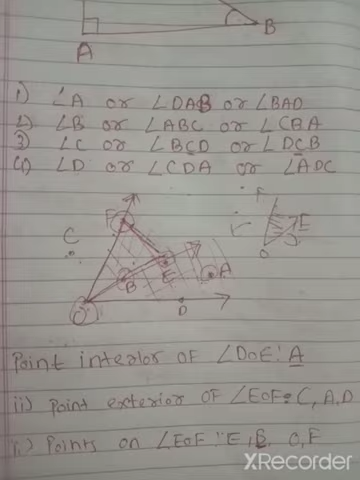 B
A
1) ∠A or ∠DAB or ∠BAD
2) ∠B or ∠ABC or ∠CBA
3) ∠C or ∠BCD or ∠DCB
4) ∠D or ∠CDA or ∠ADC
F
C
B
E
A
O
D
F
E
O
Point interior of ∠DOE: A
ii) Point exterior of ∠EOF: C, A, D
Points on ∠EOF: E, B, O, F
XRecorder